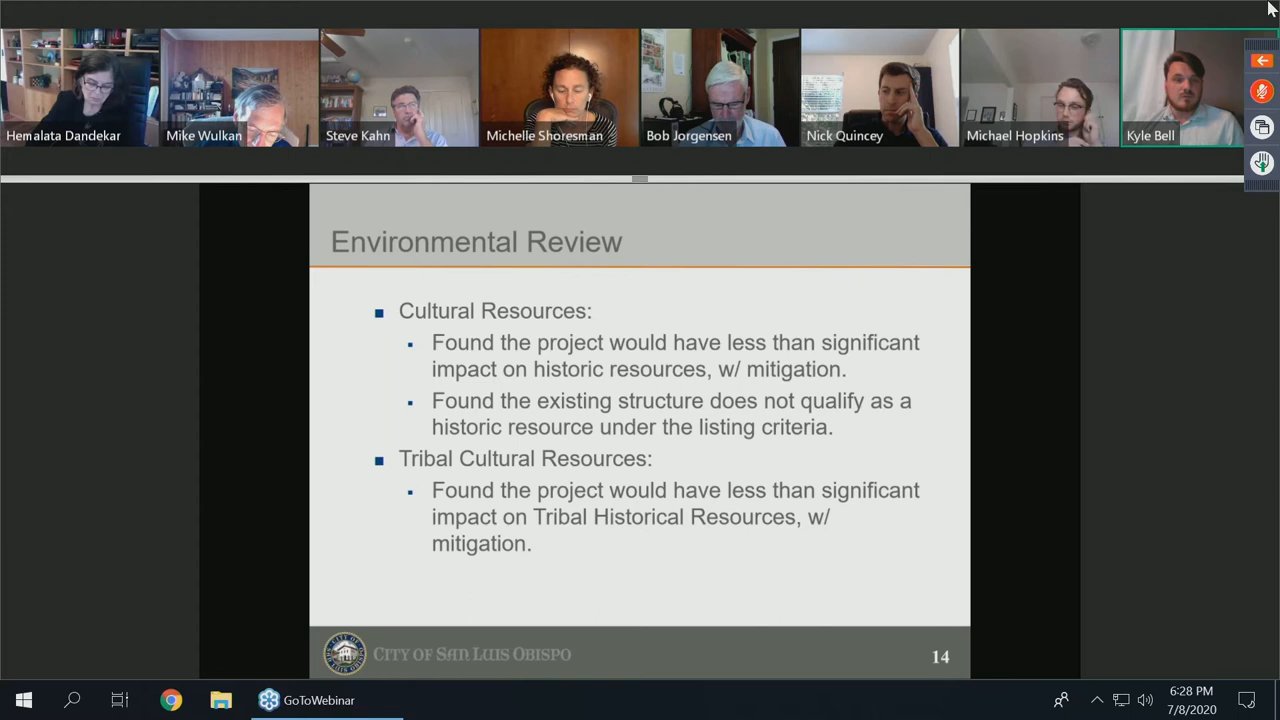 Hemalata Dandekar
Mike Wulkan
Steve Kahn
Michelle Shoresman
Bob Jorgensen
Nick Quincey
Michael Hopkins
Kyle Bell
Environmental Review
Cultural Resources:
Found the project would have less than significant
impact on historic resources, w/ mitigation.
Found the existing structure does not qualify as a
historic resource under the listing criteria.
Tribal Cultural Resources:
Found the project would have less than significant
impact on Tribal Historical Resources, w/
mitigation.
CITY OF SAN LUIS OBISPO
14
GoToWebinar
6:28 PM
7/8/2020